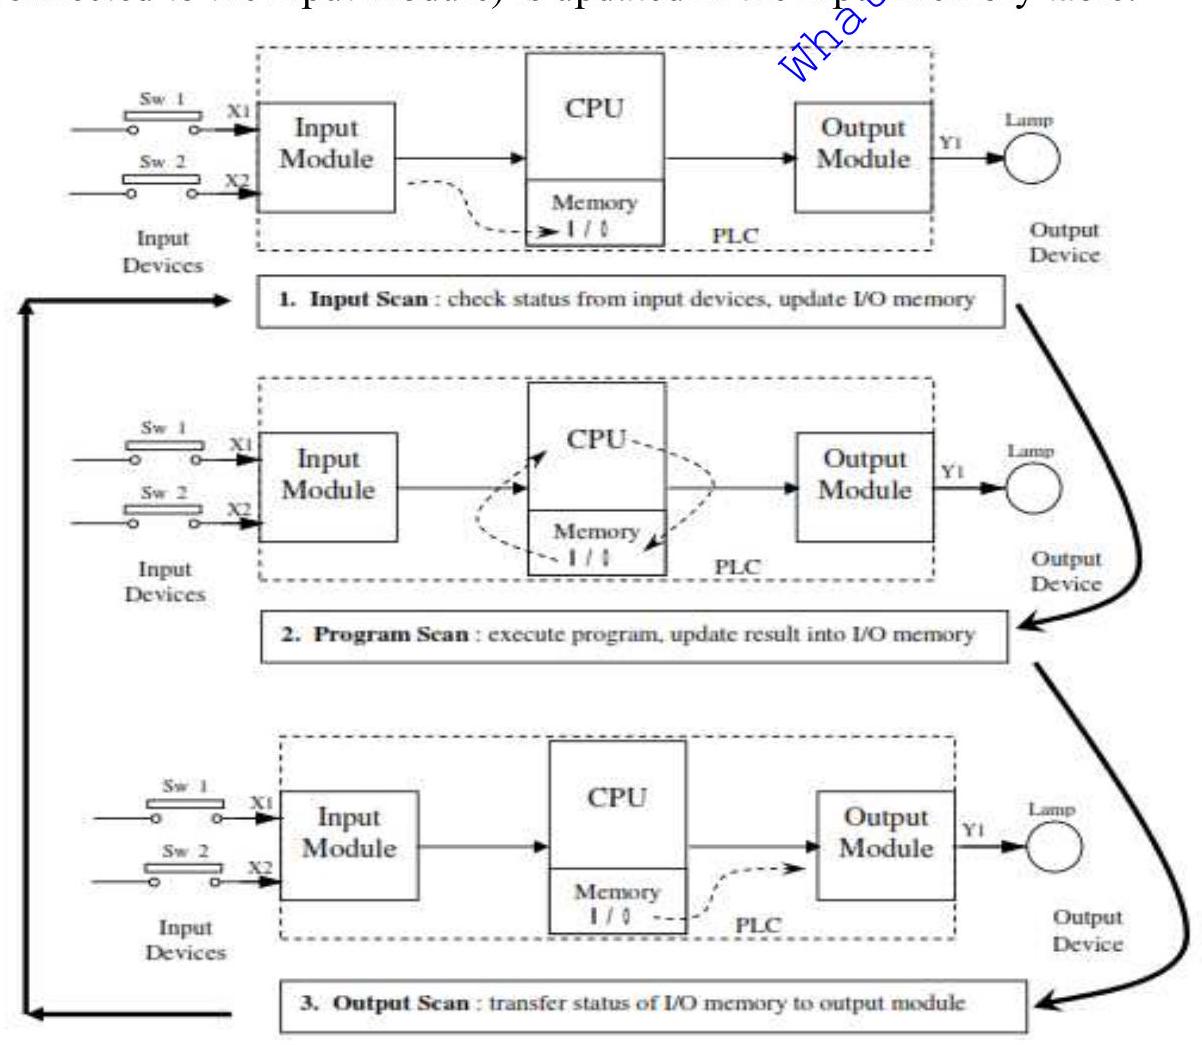 is updated in the input memory table.
Wha
Sw 1
X1
Sw 2
X2
Input
Devices
Input
Module
CPU
Memory
I / O
PLC
Output
Module
Y1
Lamp
Output
Device
1. Input Scan : check status from input devices, update I/O memory
Sw 1
X1
Sw 2
X2
Input
Devices
Input
Module
CPU
Memory
I / O
PLC
Output
Module
Y1
Lamp
Output
Device
2. Program Scan : execute program, update result into I/O memory
Sw 1
X1
Sw 2
X2
Input
Devices
Input
Module
CPU
Memory
I / O
PLC
Output
Module
Y1
Lamp
Output
Device
3. Output Scan : transfer status of I/O memory to output module